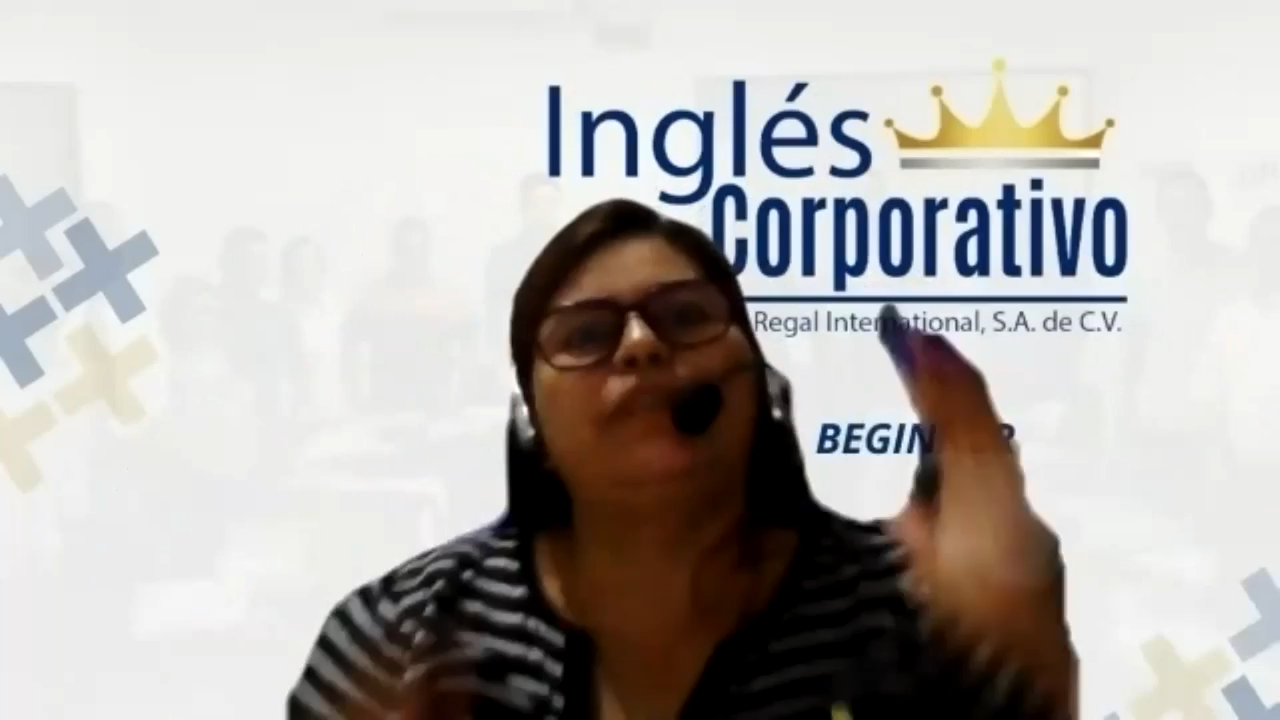 Inglés
Corporativo
Regal International, S.A. de C.V.